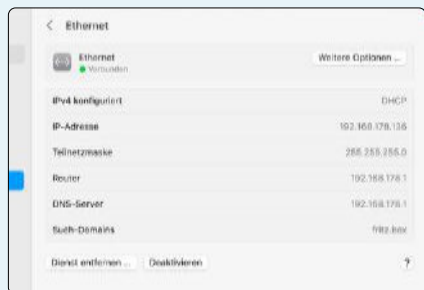 Ethernet
Ethernet
Verbunden
Weitere Optionen ...
IPv4 konfiguriert DHCP
IP-Adresse 192.168.178.136
Teilnetzmaske 255.255.255.0
Router 192.168.178.1
DNS-Server 192.168.178.1
Such-Domains fritz.box
Dienst entfernen ... Deaktivieren ?